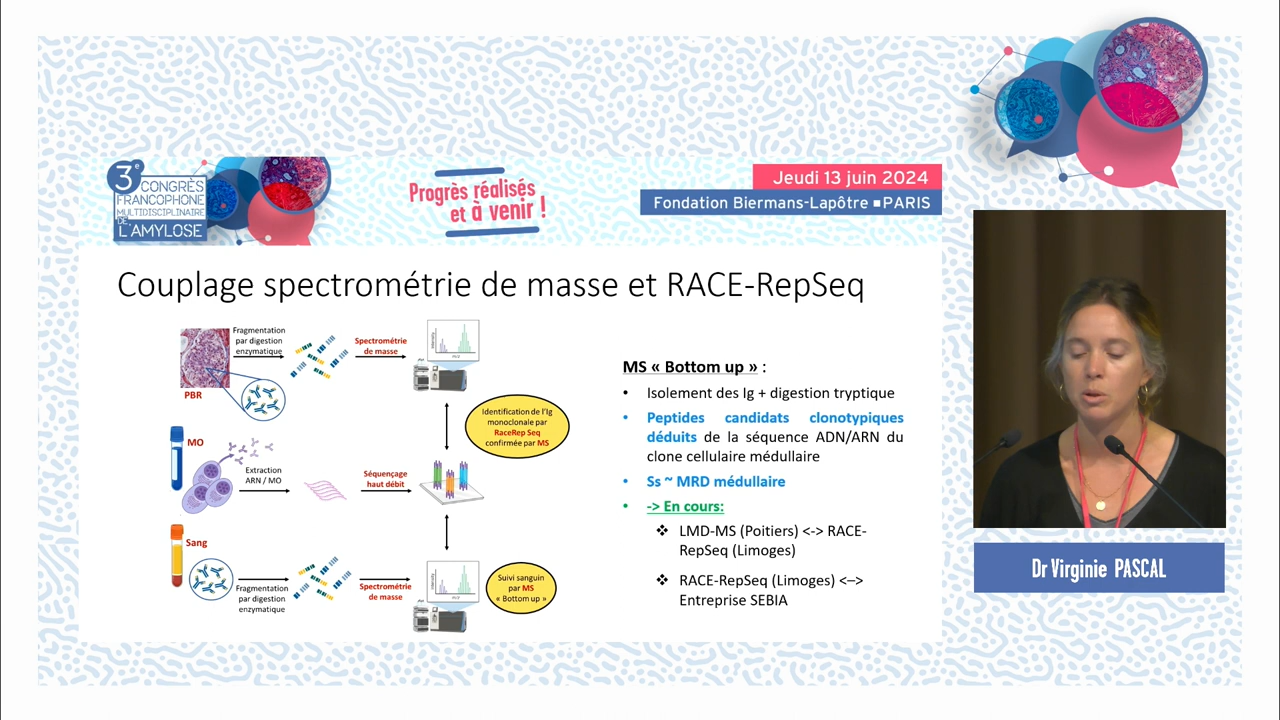 3e
CONGRÈS
FRANCOPHONE
MULTIDISCIPLINAIRE
DE
L'AMYLOSE
Progrès réalisés
et à venir !
Jeudi 13 juin 2024
Fondation Biermans-Lapôtre ■ PARIS
Couplage spectrométrie de masse et RACE-RepSeq
Fragmentation
par digestion
enzymatique
Spectrométrie
de masse
PBR
Identification de l'Ig
monoclonale par
RaceRep Seq
confirmée par MS
MO
Extraction
ARN / MO
Séquençage
haut débit
Sang
Fragmentation
par digestion
enzymatique
Spectrométrie
de masse
Suivi sanguin
par MS
« Bottom up »
MS « Bottom up » :
• Isolement des Ig + digestion tryptique
• Peptides candidats clonotypiques
déduits de la séquence ADN/ARN du
clone cellulaire médullaire
• Ss ~ MRD médullaire
• -> En cours:
❖ LMD-MS (Poitiers) <-> RACE-
RepSeq (Limoges)
❖ RACE-RepSeq (Limoges) <–>
Entreprise SEBIA
Dr Virginie PASCAL